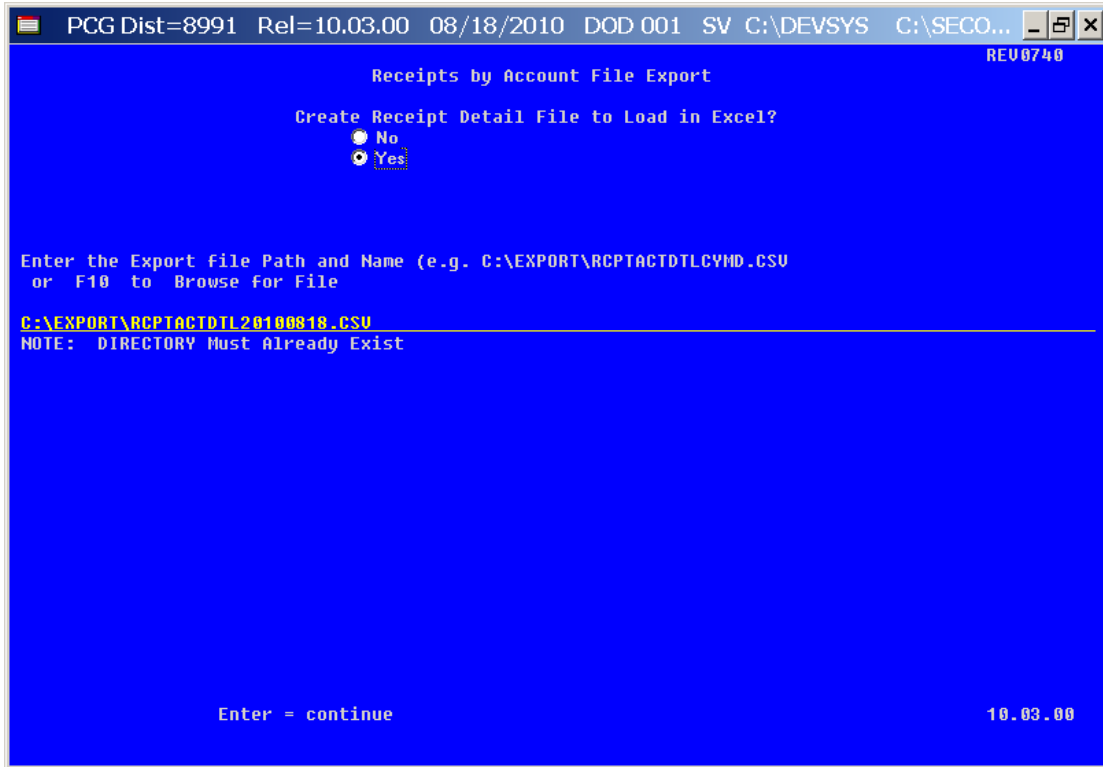 PCG Dist=8991 Rel=10.03.00 08/18/2010 DOD 001 SV C:\DEVSYS C:\SECO...
REV0740
Receipts by Account File Export
Create Receipt Detail File to Load in Excel?
No
Yes
Enter the Export file Path and Name (e.g. C:\EXPORT\RCPTACTDTLCYMD.CSV
or F10 to Browse for File
C:\EXPORT\RCPTACTDTL20100818.CSV
NOTE: DIRECTORY Must Already Exist
Enter = continue 10.03.00